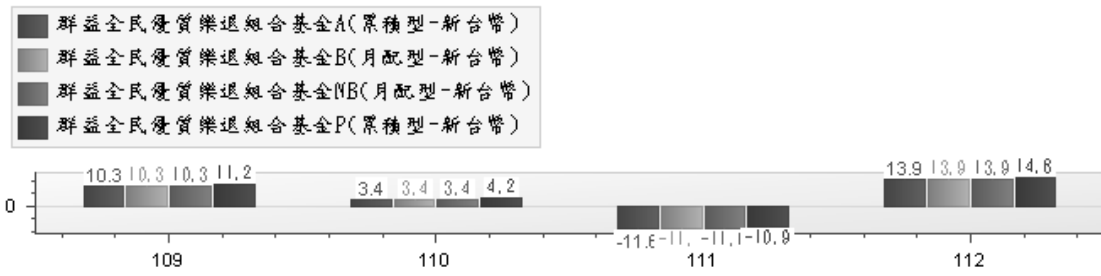 群益全民優質樂退組合基金A(累積型-新台幣)
群益全民優質樂退組合基金B(月配型-新台幣)
群益全民優質樂退組合基金NB(月配型-新台幣)
群益全民優質樂退組合基金P(累積型-新台幣)
10.3 10.3 10.3 11.2
3.4 3.4 3.4 4.2
13.9 13.9 13.9 14.6
0
-11.6 -11. -11.1 -10.9
109 110 111 112